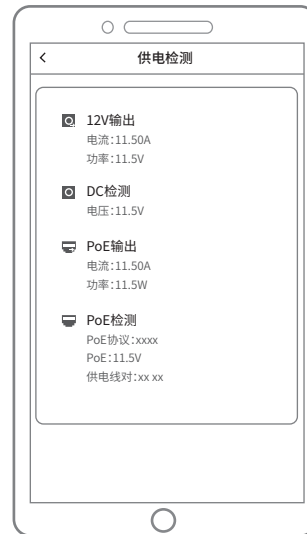 供电检测
12V输出
电流:11.50A
功率:11.5V
DC检测
电压:11.5V
PoE输出
电流:11.50A
功率:11.5W
PoE检测
PoE协议:xxxx
PoE:11.5V
供电线对:xx xx